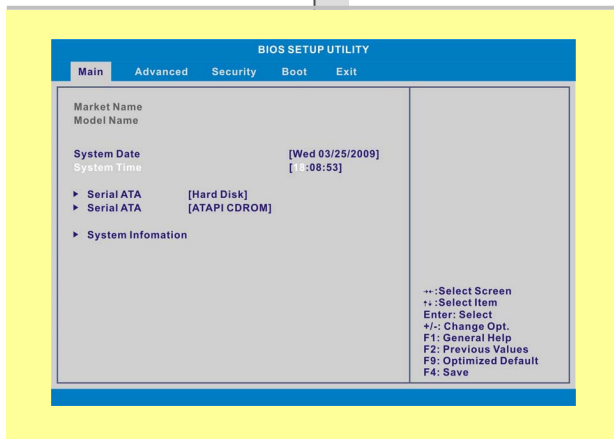 BIOS SETUP UTILITY
Main Advanced Security Boot Exit
Market Name
Model Name
System Date [Wed 03/25/2009]
System Time [18:08:53]
Serial ATA [Hard Disk]
Serial ATA [ATAPI CDROM]
System Infomation
→←:Select Screen
↑↓:Select Item
Enter: Select
+/-: Change Opt.
F1: General Help
F2: Previous Values
F9: Optimized Default
F4: Save